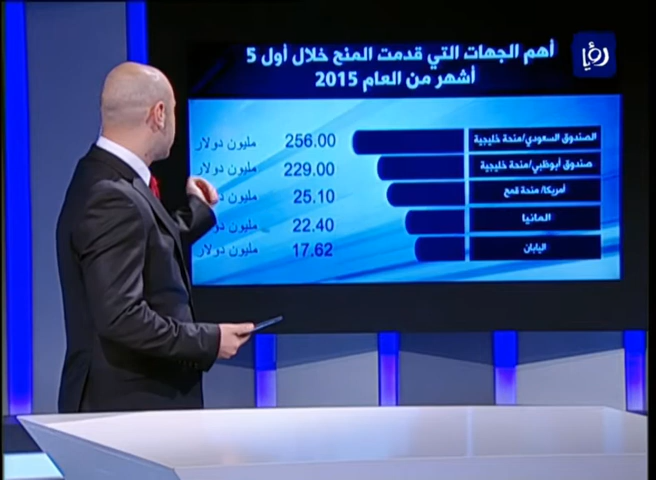 رؤيا
أهم الجهات التي قدمت المنح خلال أول 5
أشهر من العام 2015
الصندوق السعودي/منحة خليجية 256.00 مليون دولار
صندوق أبوظبي/منحة خليجية 229.00 مليون دولار
أمريكا/ منحة قمح 25.10 دولار
المانيا 22.40 مليون دولار
اليابان 17.62 مليون دولار